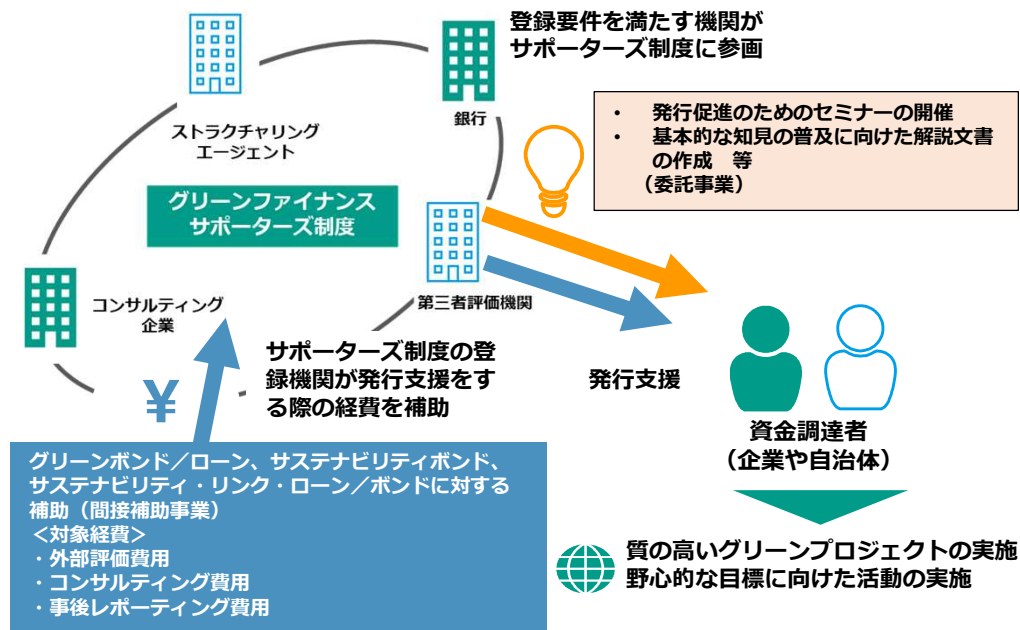 登録要件を満たす機関が
サポーターズ制度に参画
ストラクチャリング
エージェント
銀行
・ 発行促進のためのセミナーの開催
・ 基本的な知見の普及に向けた解説文書
の作成 等
（委託事業）
グリーンファイナンス
サポーターズ制度
第三者評価機関
コンサルティング
企業
サポーターズ制度の登
録機関が発行支援をす
る際の経費を補助
発行支援
¥
資金調達者
（企業や自治体）
グリーンボンド／ローン、サステナビリティボンド、
サステナビリティ・リンク・ローン／ボンドに対する
補助（間接補助事業）
＜対象経費＞
・外部評価費用
・コンサルティング費用
・事後レポーティング費用
質の高いグリーンプロジェクトの実施
野心的な目標に向けた活動の実施